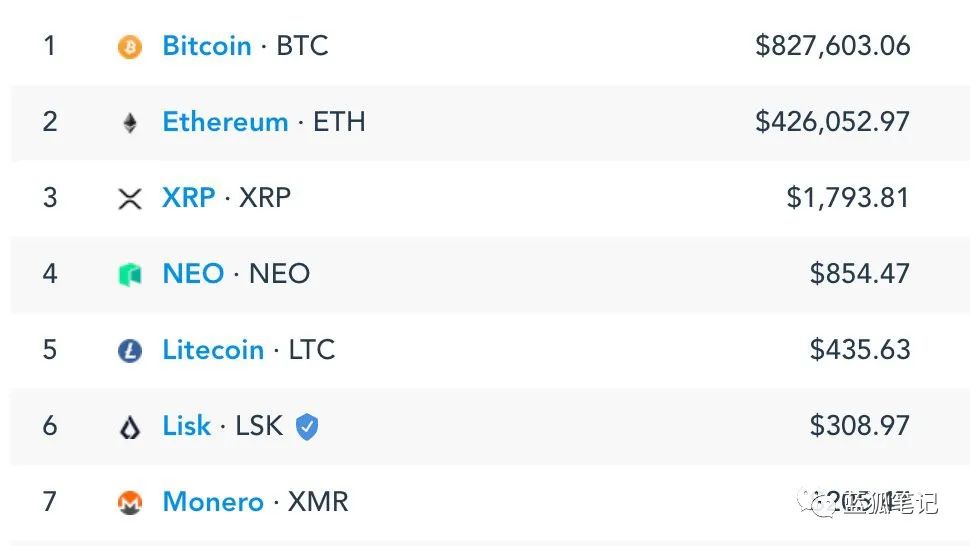 1 Bitcoin · BTC $827,603.06
2 Ethereum · ETH $426,052.97
3 XRP · XRP $1,793.81
4 NEO · NEO $854.47
5 Litecoin · LTC $435.63
6 Lisk · LSK $308.97
7 Monero · XMR
蓝狐笔记